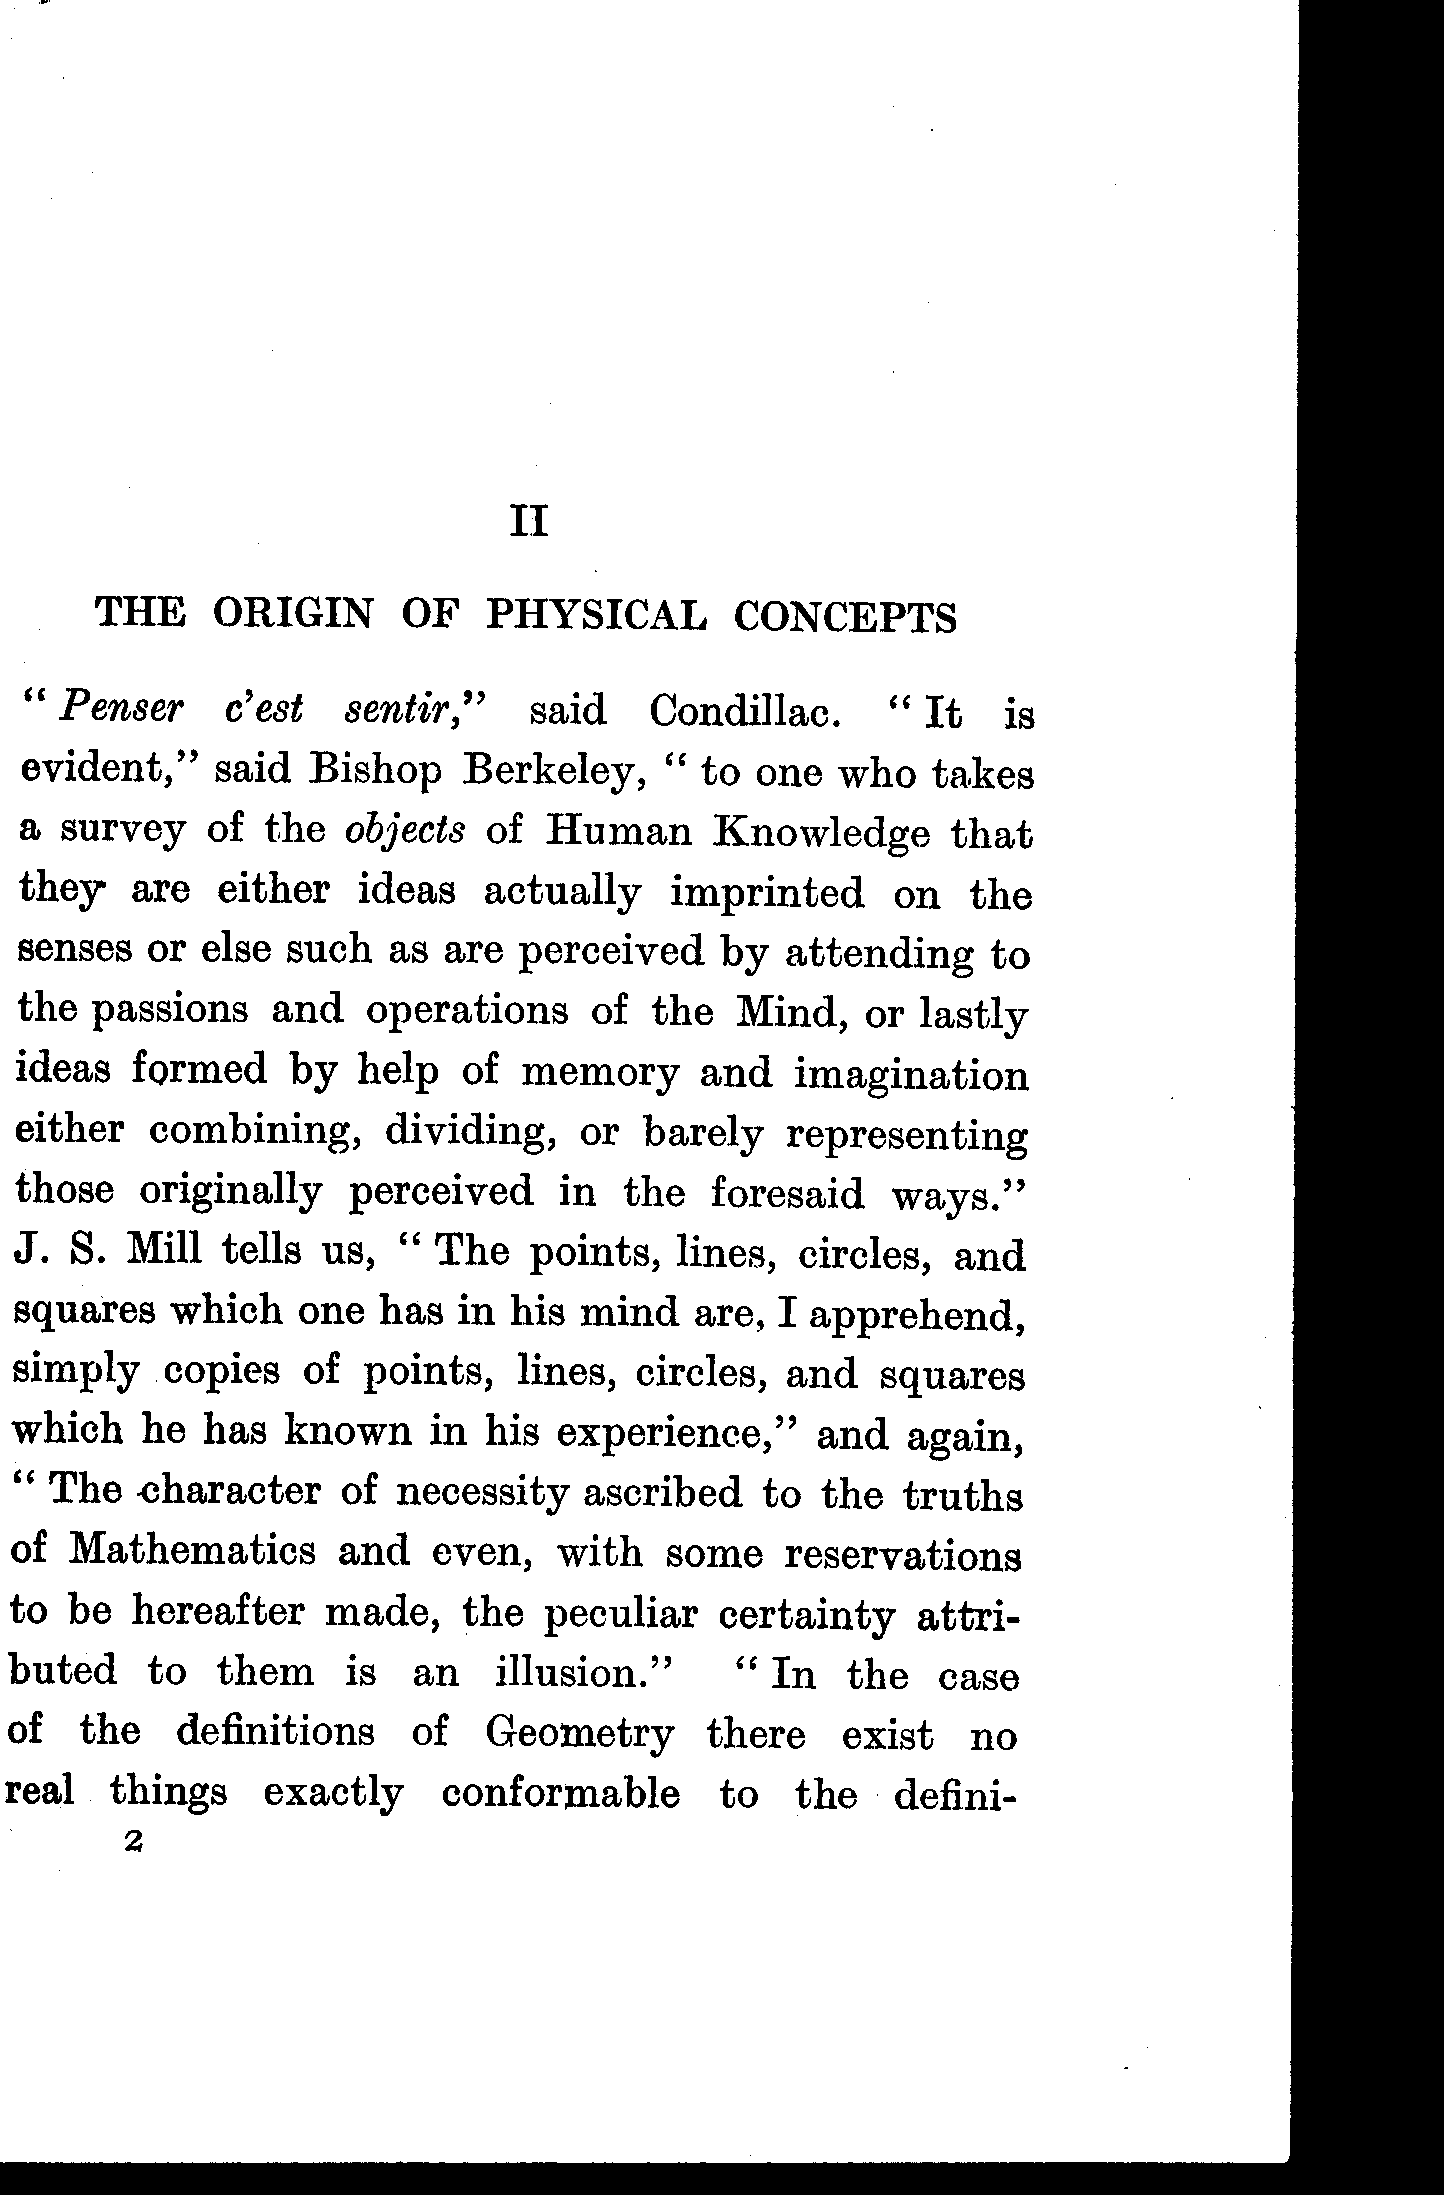 II
THE ORIGIN OF PHYSICAL CONCEPTS
“ Penser c’est sentir,” said Condillac. “ It is
evident,” said Bishop Berkeley, “ to one who takes
a survey of the objects of Human Knowledge that
they are either ideas actually imprinted on the
senses or else such as are perceived by attending to
the passions and operations of the Mind, or lastly
ideas formed by help of memory and imagination
either combining, dividing, or barely representing
those originally perceived in the foresaid ways.”
J. S. Mill tells us, “ The points, lines, circles, and
squares which one has in his mind are, I apprehend,
simply copies of points, lines, circles, and squares
which he has known in his experience,” and again,
“ The character of necessity ascribed to the truths
of Mathematics and even, with some reservations
to be hereafter made, the peculiar certainty attri-
buted to them is an illusion.” “ In the case
of the definitions of Geometry there exist no
real things exactly conformable to the defini-
2